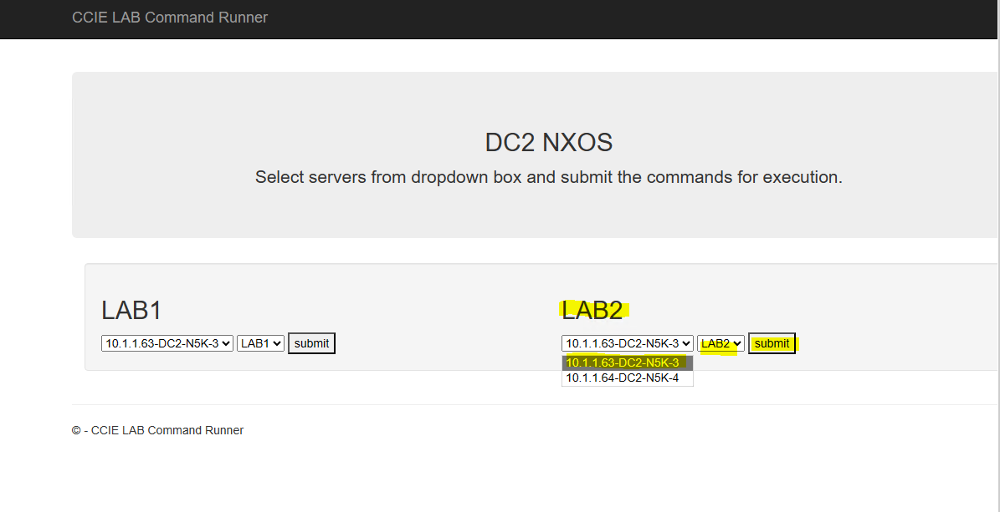 CCIE LAB Command Runner
DC2 NXOS
Select servers from dropdown box and submit the commands for execution.
LAB1
10.1.1.63-DC2-N5K-3 LAB1 submit
LAB2
10.1.1.63-DC2-N5K-3 LAB2 submit
10.1.1.63-DC2-N5K-3
10.1.1.64-DC2-N5K-4
© - CCIE LAB Command Runner